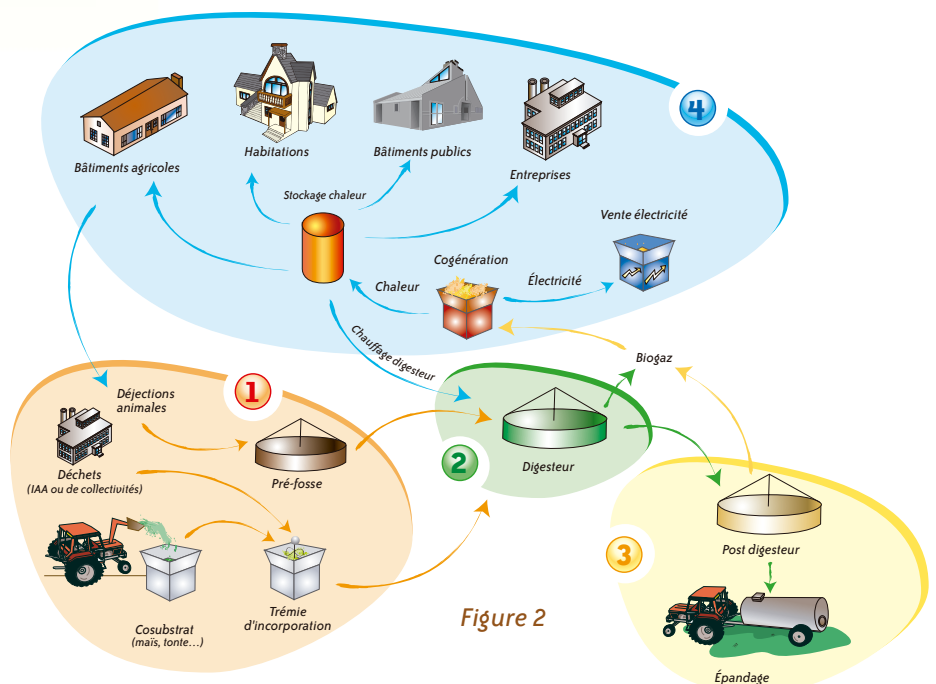 4
Bâtiments agricoles
Habitations
Bâtiments publics
Entreprises
Stockage chaleur
Vente électricité
Cogénération
Chaleur
Électricité
Chauffage digesteur
Biogaz
1
Déjections
animales
Déchets
(IAA ou de collectivités)
Pré-fosse
Cosubstrat
(maïs, tonte...)
Trémie
d'incorporation
2
Digesteur
3
Post digesteur
Épandage
Figure 2